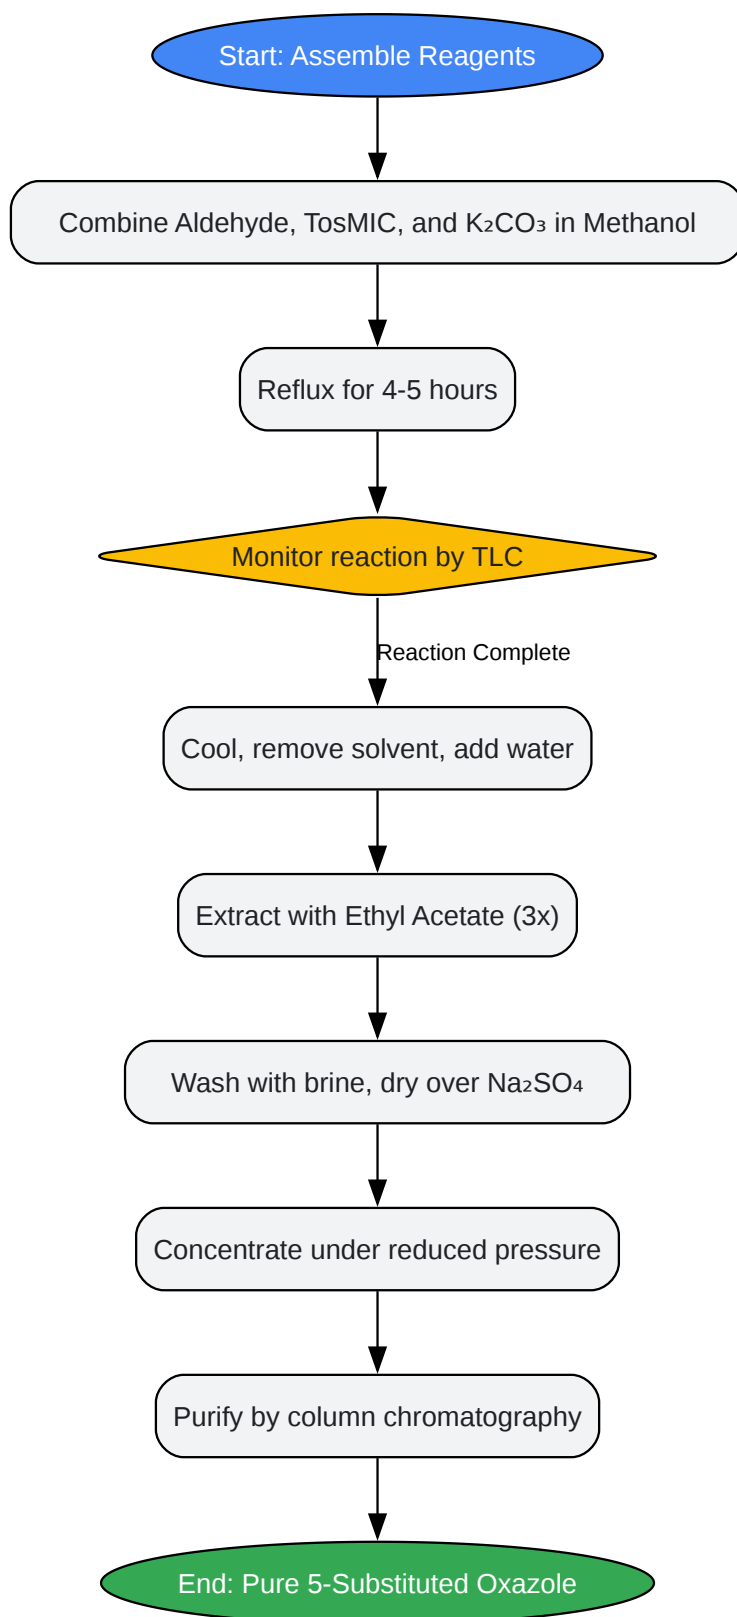 Start: Assemble Reagents
Combine Aldehyde, TosMIC, and K₂CO₃ in Methanol
Reflux for 4-5 hours
Monitor reaction by TLC
Reaction Complete
Cool, remove solvent, add water
Extract with Ethyl Acetate (3x)
Wash with brine, dry over Na₂SO₄
Concentrate under reduced pressure
Purify by column chromatography
End: Pure 5-Substituted Oxazole